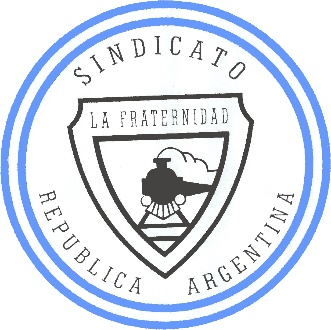 SINDICATO
LA FRATERNIDAD
REPUBLICA ARGENTINA